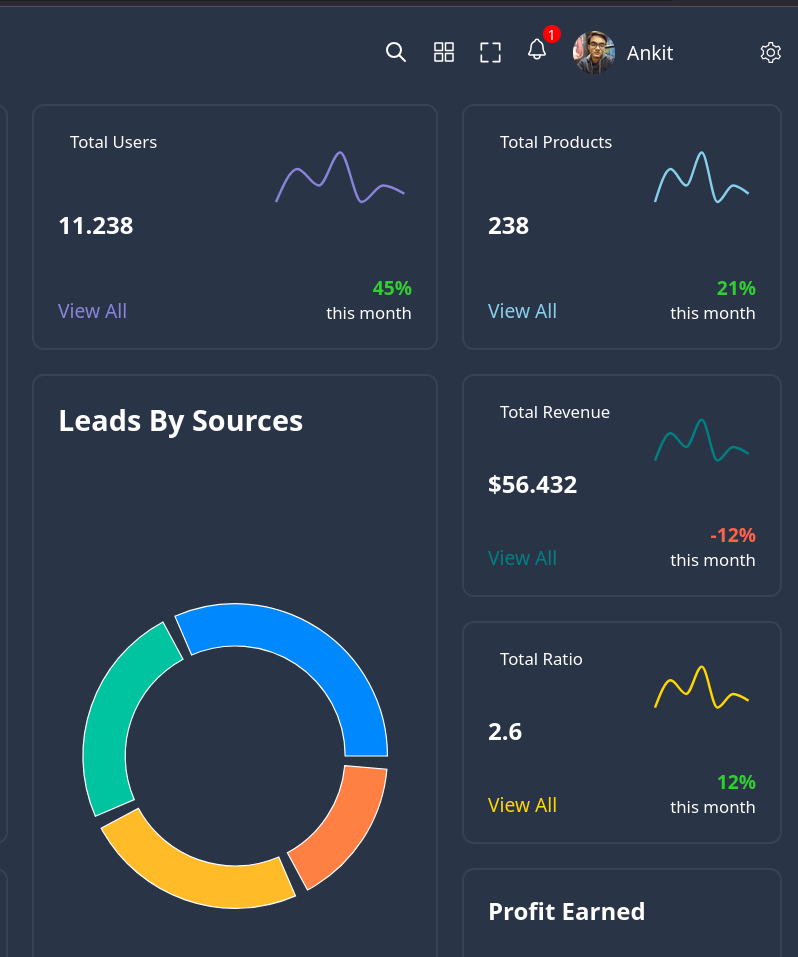 1
Ankit
Total Users
11.238
View All
45%
this month
Total Products
238
View All
21%
this month
Leads By Sources
Total Revenue
$56.432
View All
-12%
this month
Total Ratio
2.6
View All
12%
this month
Profit Earned